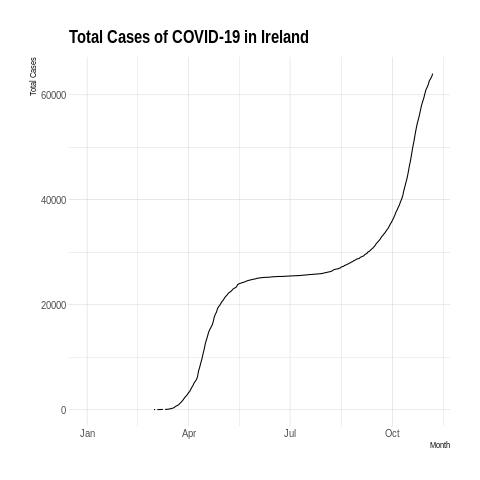 Total Cases of COVID-19 in Ireland
Total Cases
60000
40000
20000
0
Jan Apr Jul Oct
Month